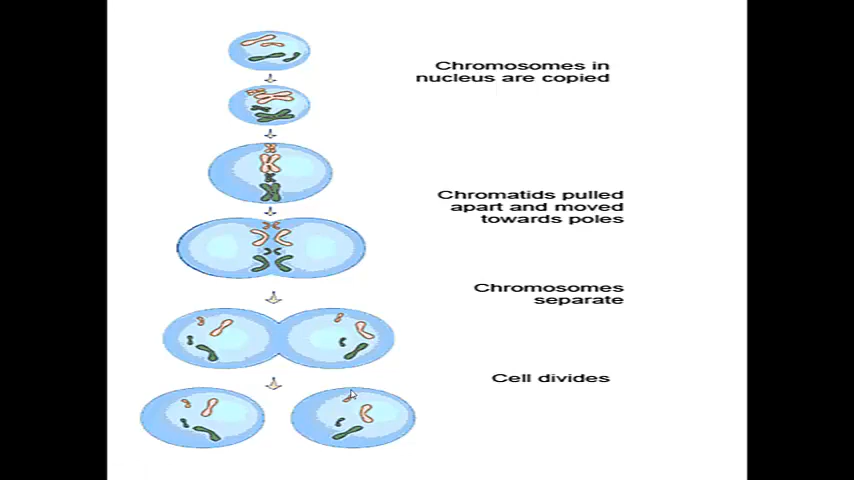 Chromosomes in
nucleus are copied
Chromatids pulled
apart and moved
towards poles
Chromosomes
separate
Cell divides